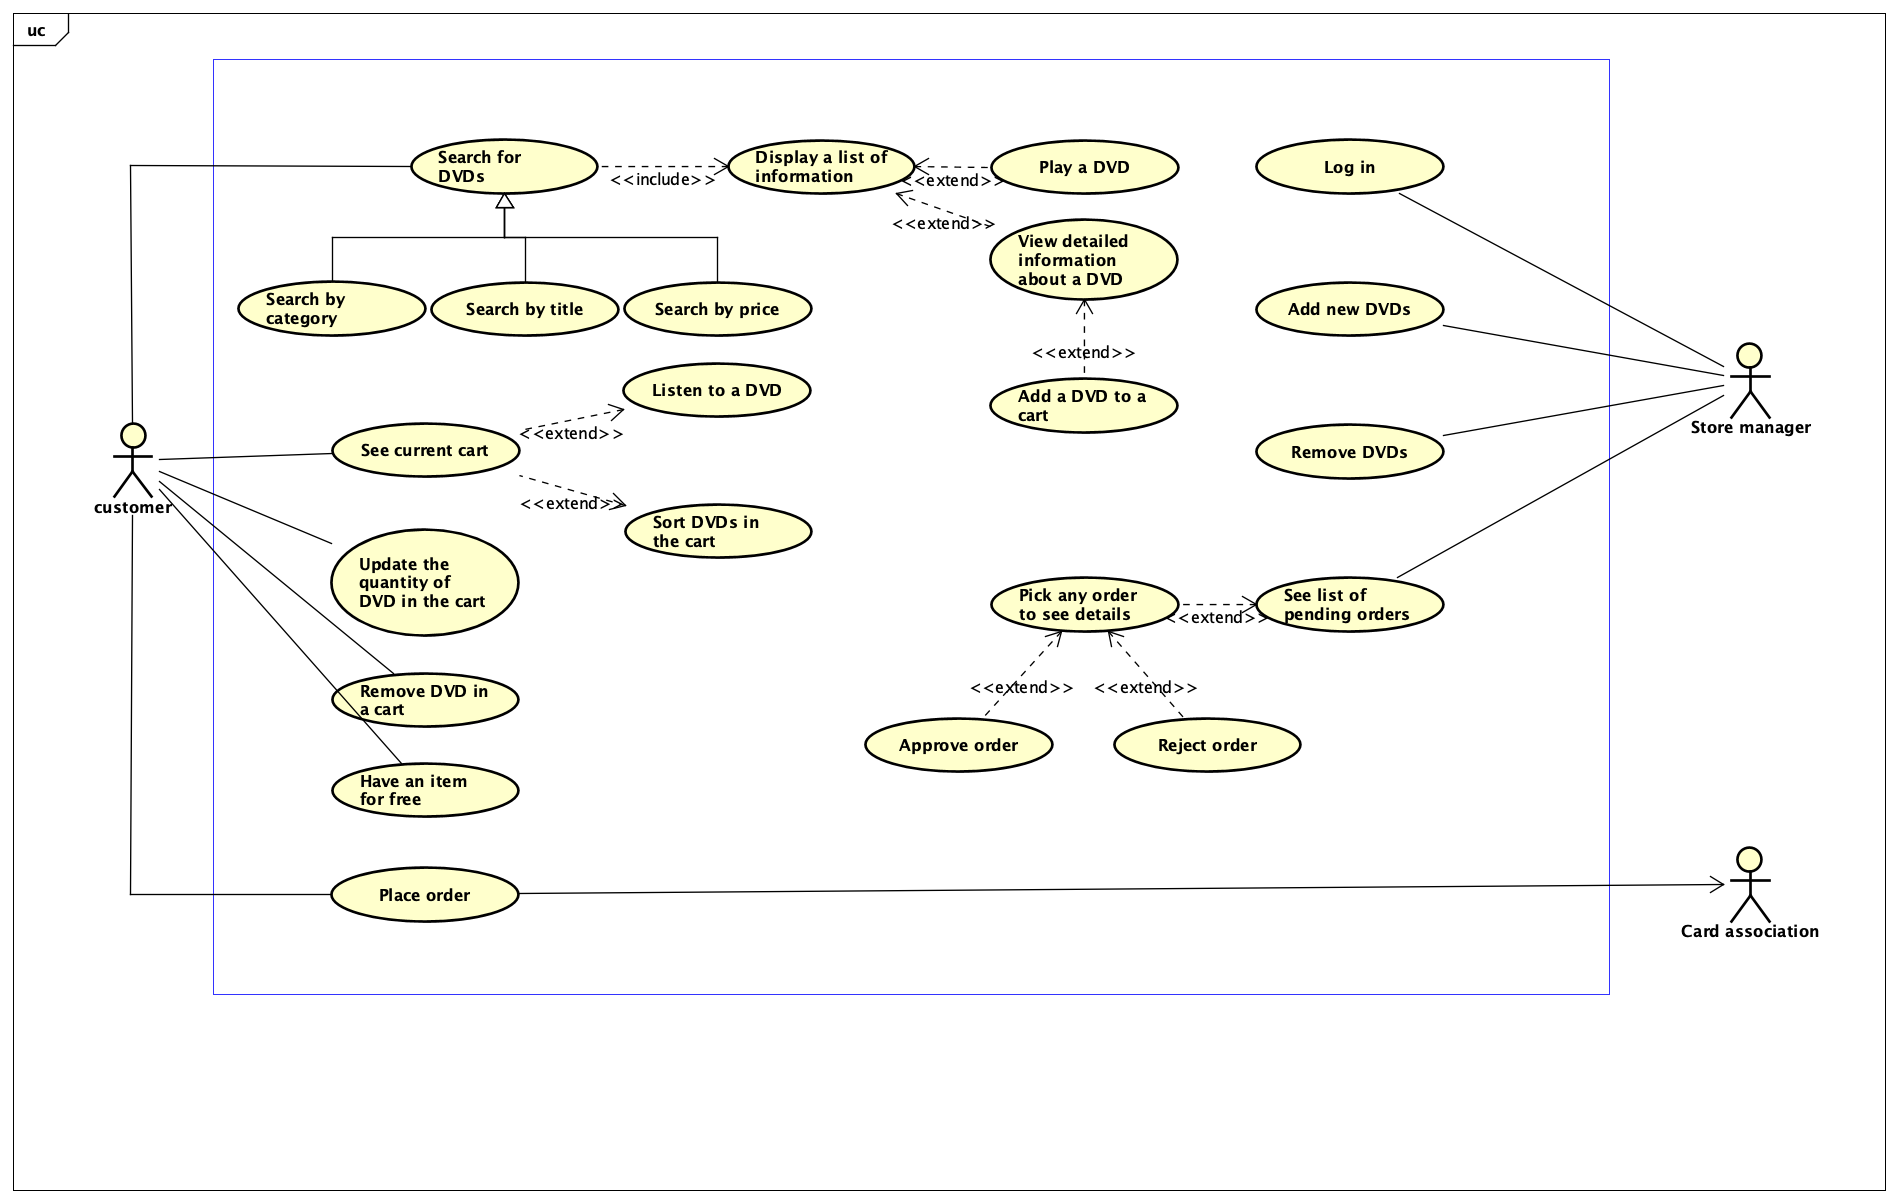 uc
Search for
DVDs
<<include>>
Display a list of
information
<<extend>>
Play a DVD
Log in
<<extend>>
View detailed
information
about a DVD
Search by
category
Search by title
Search by price
Add new DVDs
<<extend>>
Listen to a DVD
Add a DVD to a
cart
Store manager
<<extend>>
See current cart
Remove DVDs
customer
<<extend>>
Sort DVDs in
the cart
Update the
quantity of
DVD in the cart
Pick any order
to see details
<<extend>>
See list of
pending orders
<<extend>>
<<extend>>
Remove DVD in
a cart
Approve order
Reject order
Have an item
for free
Place order
Card association